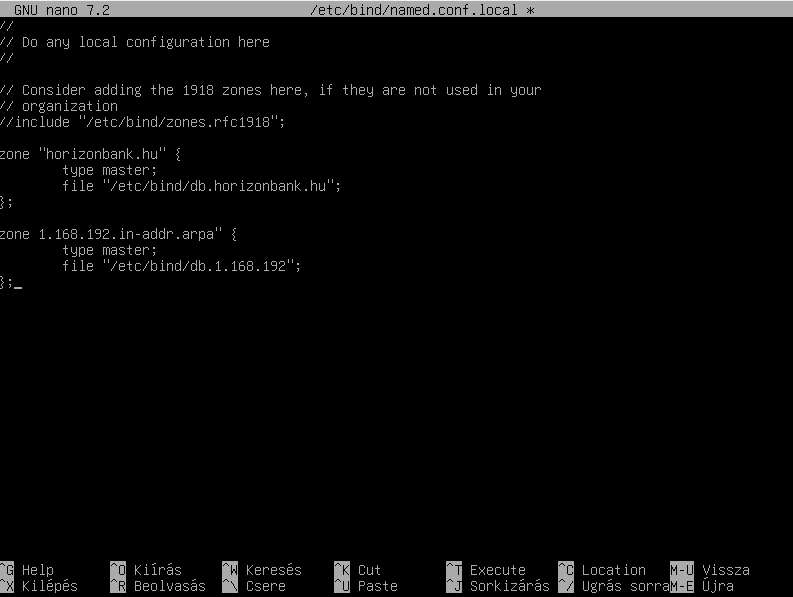 GNU nano 7.2 /etc/bind/named.conf.local *
//
// Do any local configuration here
//
// Consider adding the 1918 zones here, if they are not used in your
// organization
//include "/etc/bind/zones.rfc1918";
zone "horizonbank.hu" {
type master;
file "/etc/bind/db.horizonbank.hu";
};
zone 1.168.192.in-addr.arpa" {
type master;
file "/etc/bind/db.1.168.192";
};
^G Help ^O Kiírás ^W Keresés ^K Cut ^T Execute ^C Location M-U Vissza
^X Kilépés ^R Beolvasás ^\ Csere ^U Paste ^J Sorkizárás ^/ Ugrás sorra M-E Újra